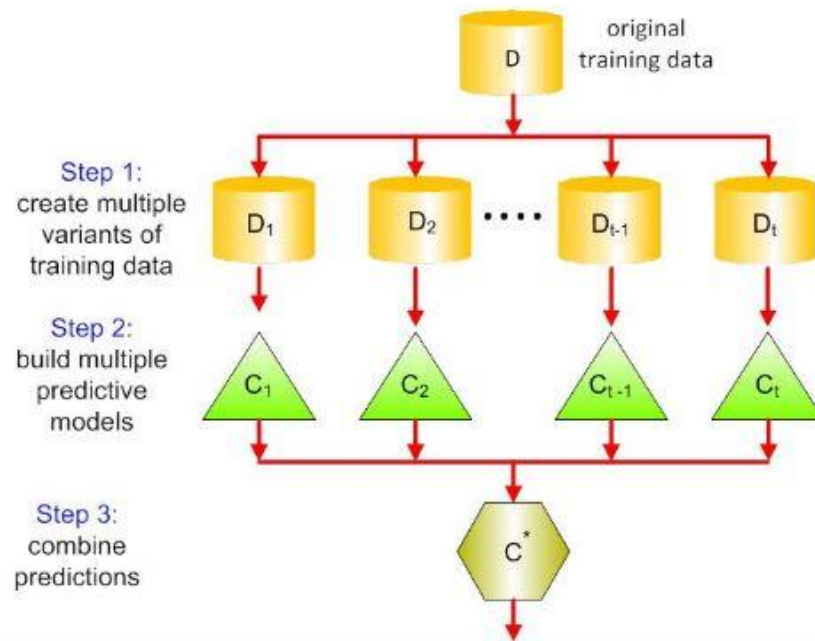 original
training data
D
Step 1:
create multiple
variants of
training data
D₁
D₂
••••
Dₜ₋₁
Dₜ
Step 2:
build multiple
predictive
models
C₁
C₂
Cₜ₋₁
Cₜ
Step 3:
combine
predictions
C*